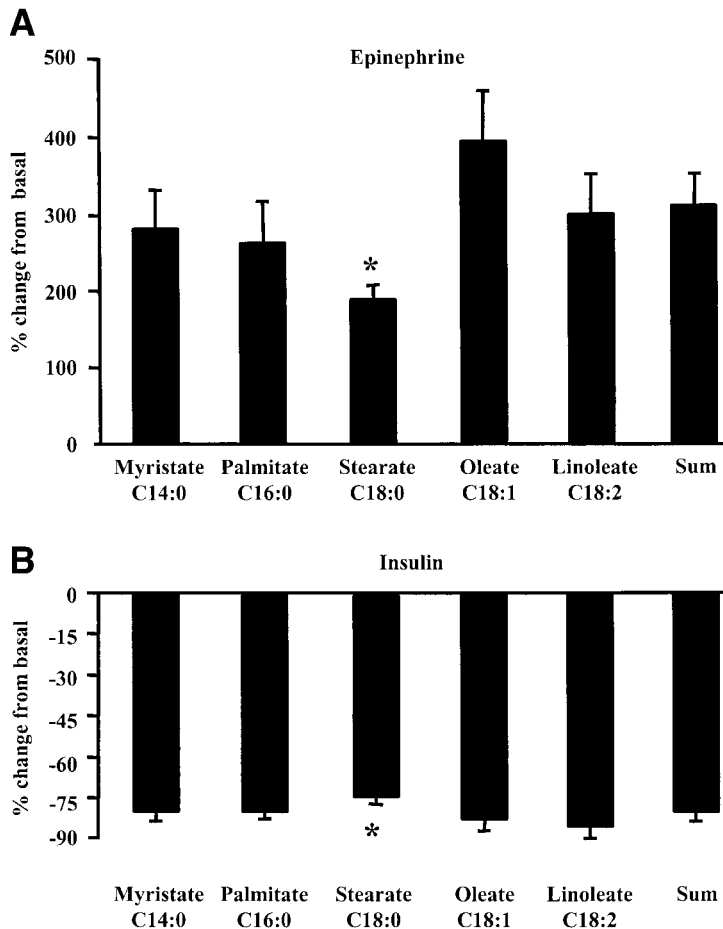 A
Epinephrine
% change from basal
500
400
300
200
100
0
*
Myristate Palmitate Stearate Oleate Linoleate Sum
C14:0 C16:0 C18:0 C18:1 C18:2
B
Insulin
% change from basal
0
-15
-30
-45
-60
-75
-90
*
Myristate Palmitate Stearate Oleate Linoleate Sum
C14:0 C16:0 C18:0 C18:1 C18:2